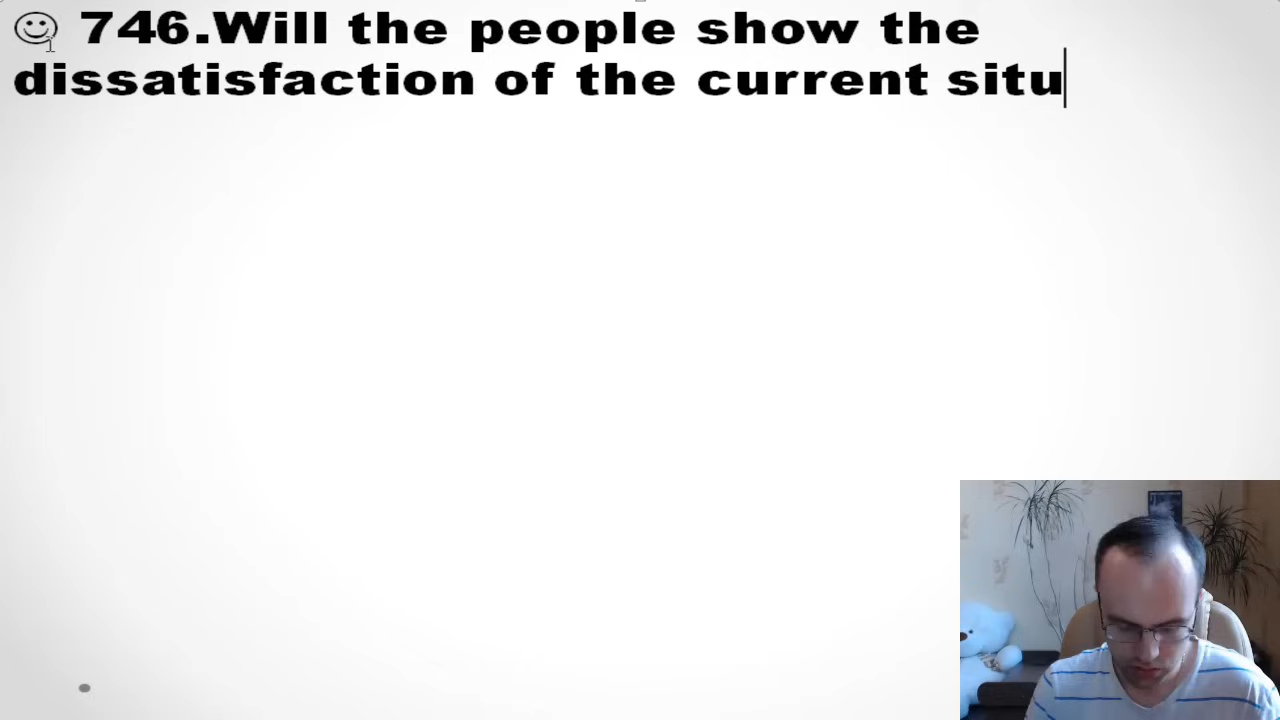 ☺ 746.Will the people show the
dissatisfaction of the current situ